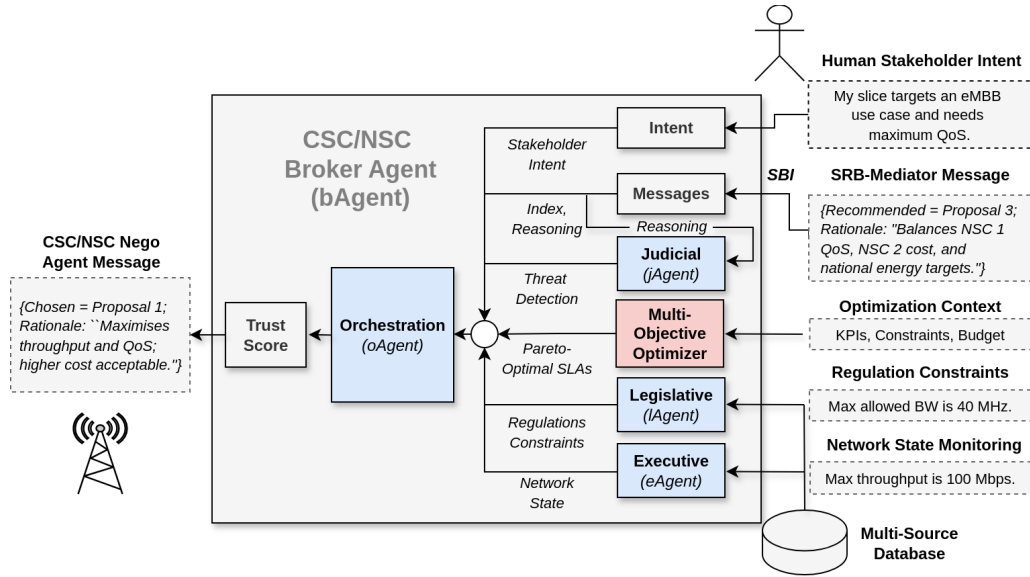 Human Stakeholder Intent
My slice targets an eMBB
use case and needs
maximum QoS.
CSC/NSC
Broker Agent
(bAgent)
Intent
Stakeholder
Intent
SBI
SRB-Mediator Message
{Recommended = Proposal 3;
Rationale: "Balances NSC 1
QoS, NSC 2 cost, and
national energy targets."}
Messages
Index,
Reasoning
Reasoning
Judicial
(jAgent)
Threat
Detection
CSC/NSC Nego
Agent Message
{Chosen = Proposal 1;
Rationale: ``Maximises
throughput and QoS;
higher cost acceptable."}
Trust
Score
Orchestration
(oAgent)
Multi-
Objective
Optimizer
Pareto-
Optimal SLAs
Optimization Context
KPIs, Constraints, Budget
Regulation Constraints
Max allowed BW is 40 MHz.
Legislative
(lAgent)
Regulations
Constraints
Network State Monitoring
Max throughput is 100 Mbps.
Executive
(eAgent)
Network
State
Multi-Source
Database